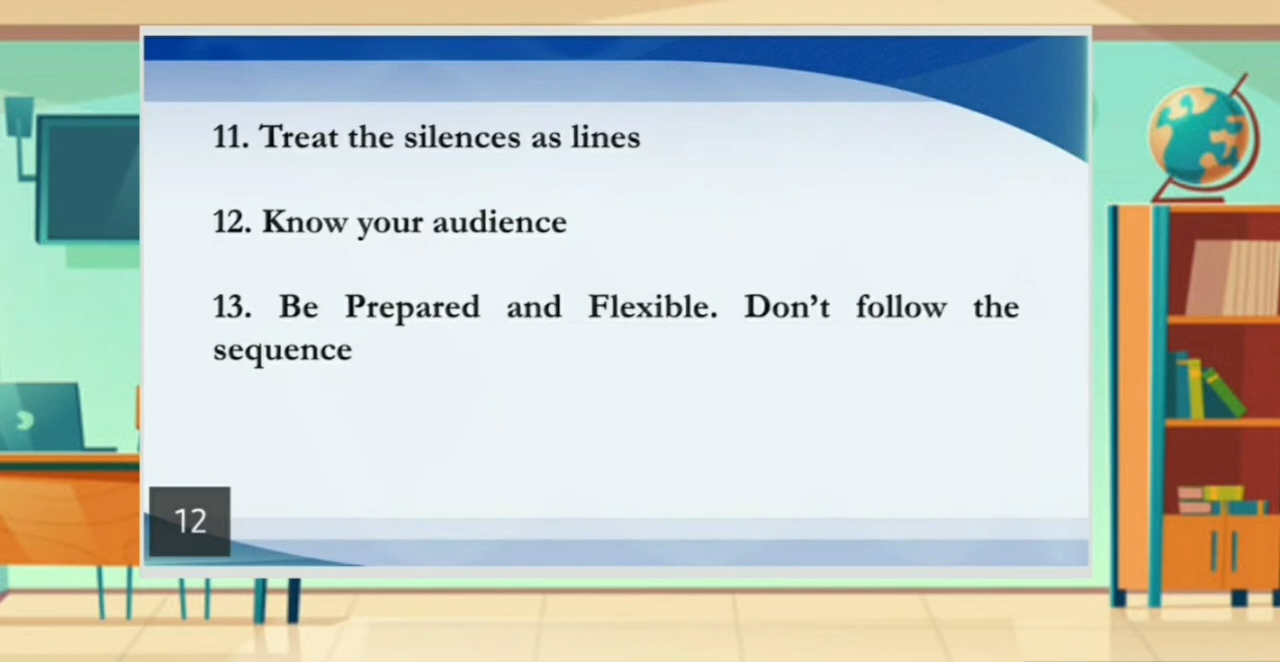 11. Treat the silences as lines
12. Know your audience
13. Be Prepared and Flexible. Don’t follow the
sequence
12